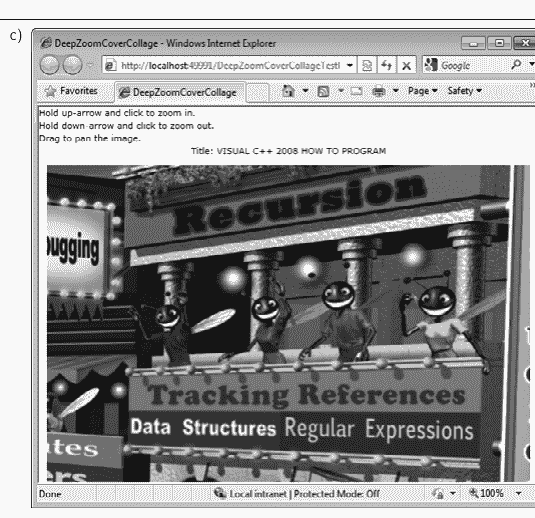 c)
DeepZoomCoverCollage - Windows Internet Explorer
http://localhost:49991/DeepZoomCoverCollageTestI
Google
Favorites
DeepZoomCoverCollage
Page
Safety
Hold up-arrow and click to zoom in.
Hold down-arrow and click to zoom out.
Drag to pan the image.
Title: VISUAL C++ 2008 HOW TO PROGRAM
Recursion
ugging
Tracking References
Data Structures Regular Expressions
tes
ers
Done
Local intranet | Protected Mode: Off
100%